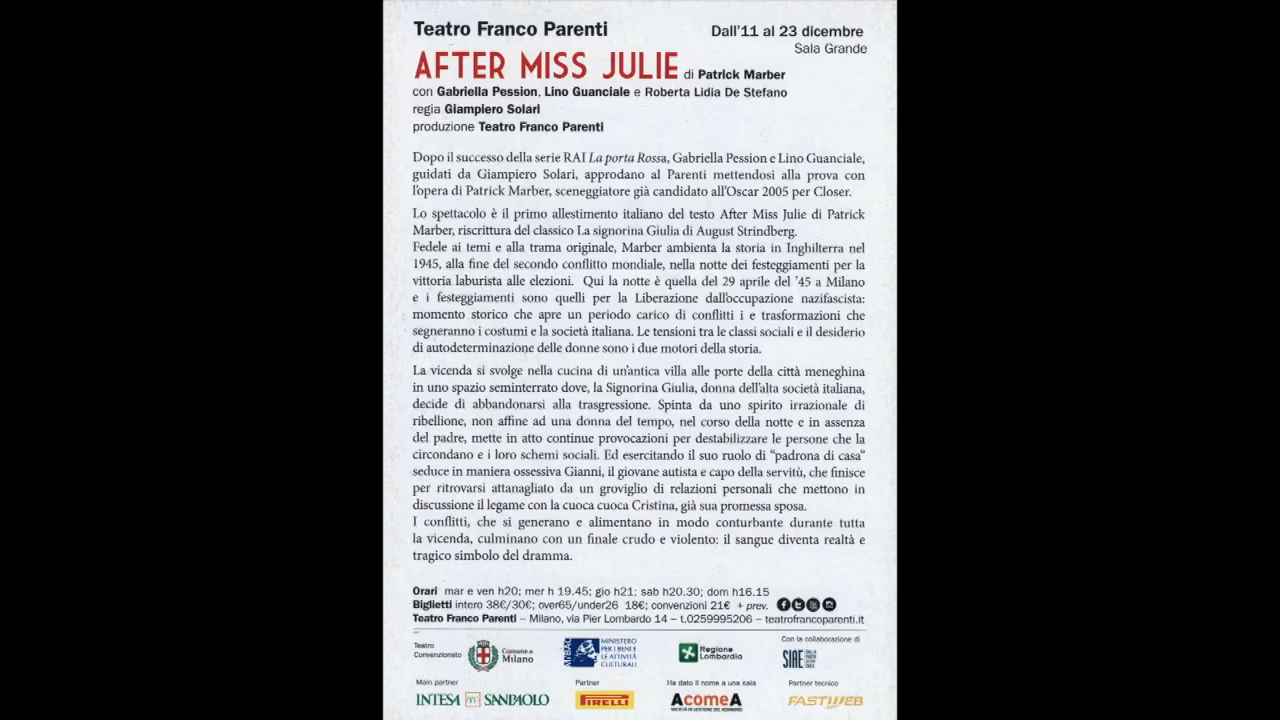 Teatro Franco Parenti
Dall'11 al 23 dicembre
Sala Grande
AFTER MISS JULIE di Patrick Marber
con Gabriella Pession, Lino Guanciale e Roberta Lidia De Stefano
regia Giampiero Solari
produzione Teatro Franco Parenti
Dopo il successo della serie RAI La porta Rossa, Gabriella Pession e Lino Guanciale,
guidati da Giampiero Solari, approdano al Parenti mettendosi alla prova con
l'opera di Patrick Marber, sceneggiatore già candidato all'Oscar 2005 per Closer.
Lo spettacolo è il primo allestimento italiano del testo After Miss Julie di Patrick
Marber, riscrittura del classico La signorina Giulia di August Strindberg.
Fedele ai temi e alla trama originale, Marber ambienta la storia in Inghilterra nel
1945, alla fine del secondo conflitto mondiale, nella notte dei festeggiamenti per la
vittoria laburista alle elezioni. Qui la notte è quella del 29 aprile del '45 a Milano
e i festeggiamenti sono quelli per la Liberazione dall'occupazione nazifascista:
momento storico che apre un periodo carico di conflitti i e trasformazioni che
segneranno i costumi e la società italiana. Le tensioni tra le classi sociali e il desiderio
di autodeterminazione delle donne sono i due motori della storia.
La vicenda si svolge nella cucina di un'antica villa alle porte della città meneghina
in uno spazio seminterrato dove, la Signorina Giulia, donna dell'alta società italiana,
decide di abbandonarsi alla trasgressione. Spinta da uno spirito irrazionale di
ribellione, non affine ad una donna del tempo, nel corso della notte e in assenza
del padre, mette in atto continue provocazioni per destabilizzare le persone che la
circondano e i loro schemi sociali. Ed esercitando il suo ruolo di "padrona di casa"
seduce in maniera ossessiva Gianni, il giovane autista e capo della servitù, che finisce
per ritrovarsi attanagliato da un groviglio di relazioni personali che mettono in
discussione il legame con la cuoca cuoca Cristina, già sua promessa sposa.
I conflitti, che si generano e alimentano in modo conturbante durante tutta
la vicenda, culminano con un finale crudo e violento: il sangue diventa realtà e
tragico simbolo del dramma.
Orari mar e ven h20; mer h 19.45; gio h21; sab h20.30; dom h16.15
Biglietti intero 38€/30€; over65/under26 18€; convenzioni 21€ + prev.
Teatro Franco Parenti – Milano, via Pier Lombardo 14 – t.0259995206 – teatrofrancoparenti.it
Teatro
Convenzionato
Comune di
Milano
MINISTERO
PER I BENI E
LE ATTIVITÀ
CULTURALI
Regione
Lombardia
Con la collaborazione di
SIAE
Main partner
INTESA SANPAOLO
Partner
PIRELLI
Ha dato il nome a una sala
AcomeA
SOCIETÀ DI GESTIONE DEL RISPARMIO
Partner tecnico
FASTWEB